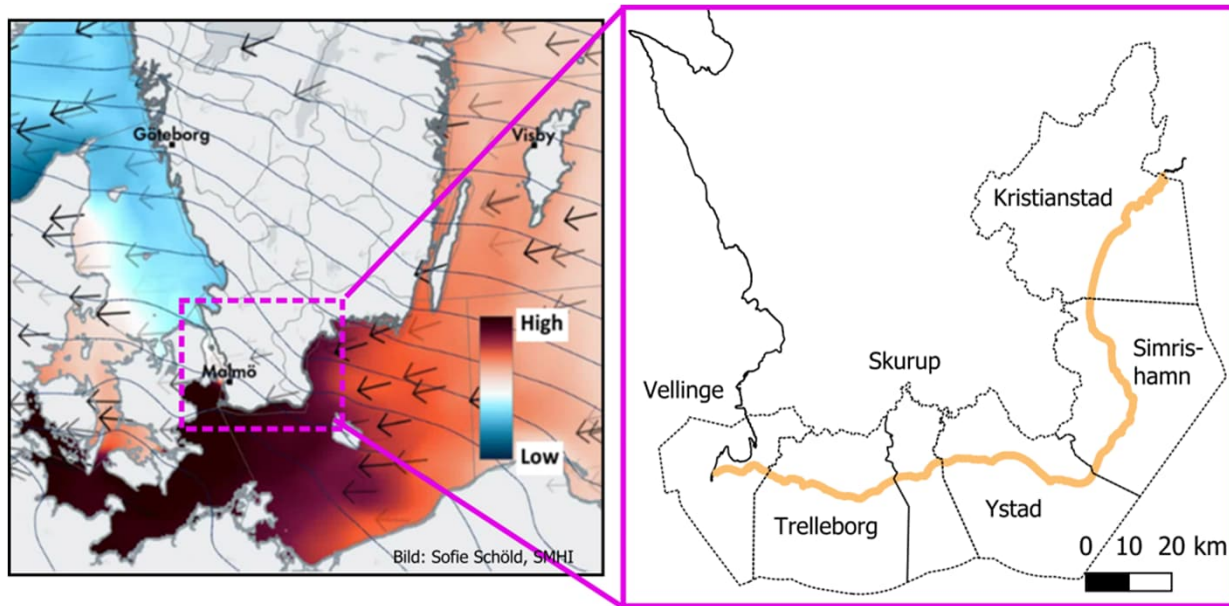 Göteborg
Visby
Malmö
High
Low
Bild: Sofie Schöld, SMHI
Kristianstad
Simris-
hamn
Skurup
Vellinge
Trelleborg
Ystad
0 10 20 km